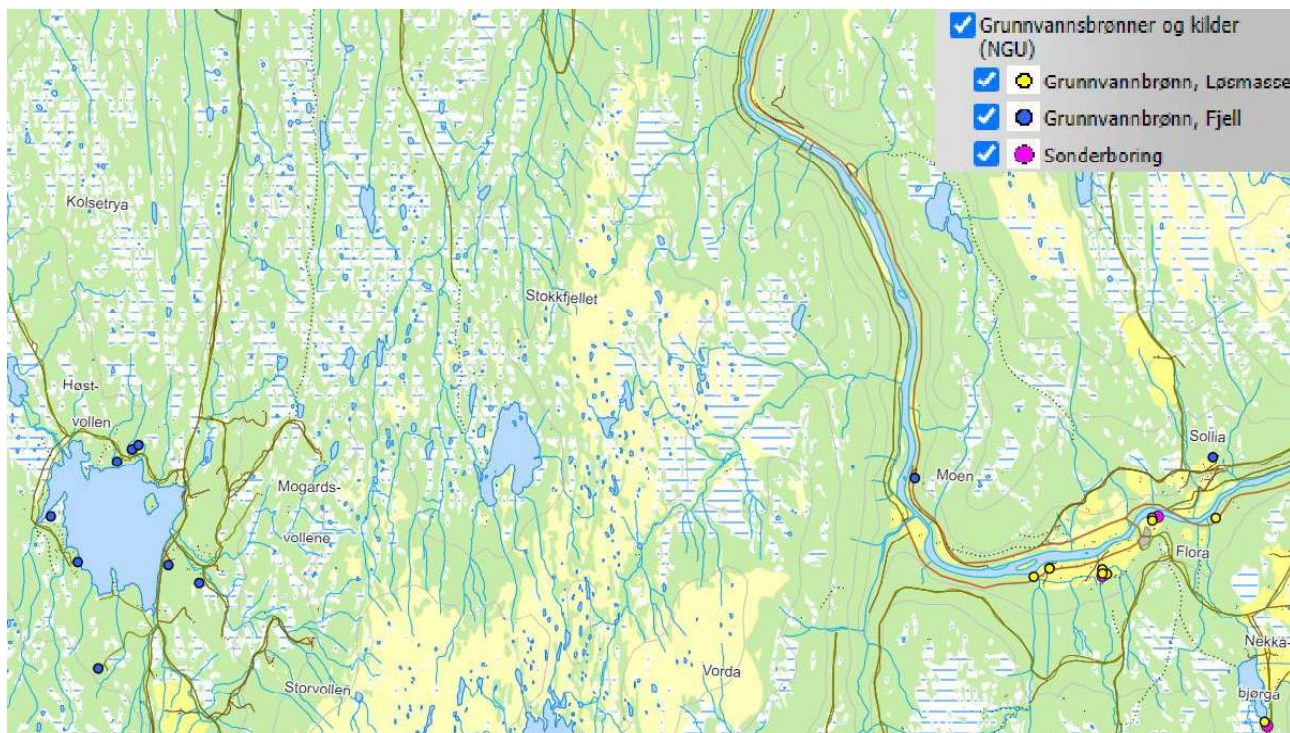 Grunnvannsbrønner og kilder
(NGU)
Grunnvannbrønn, Løsmasse
Grunnvannbrønn, Fjell
Sonderboring
Kolsetrya
Stokkfjellet
Høst-
vollen
Sollia
Moen
Mogards-
vollene
Flora
Nekkå-
bjørga
Vorda
Storvollen